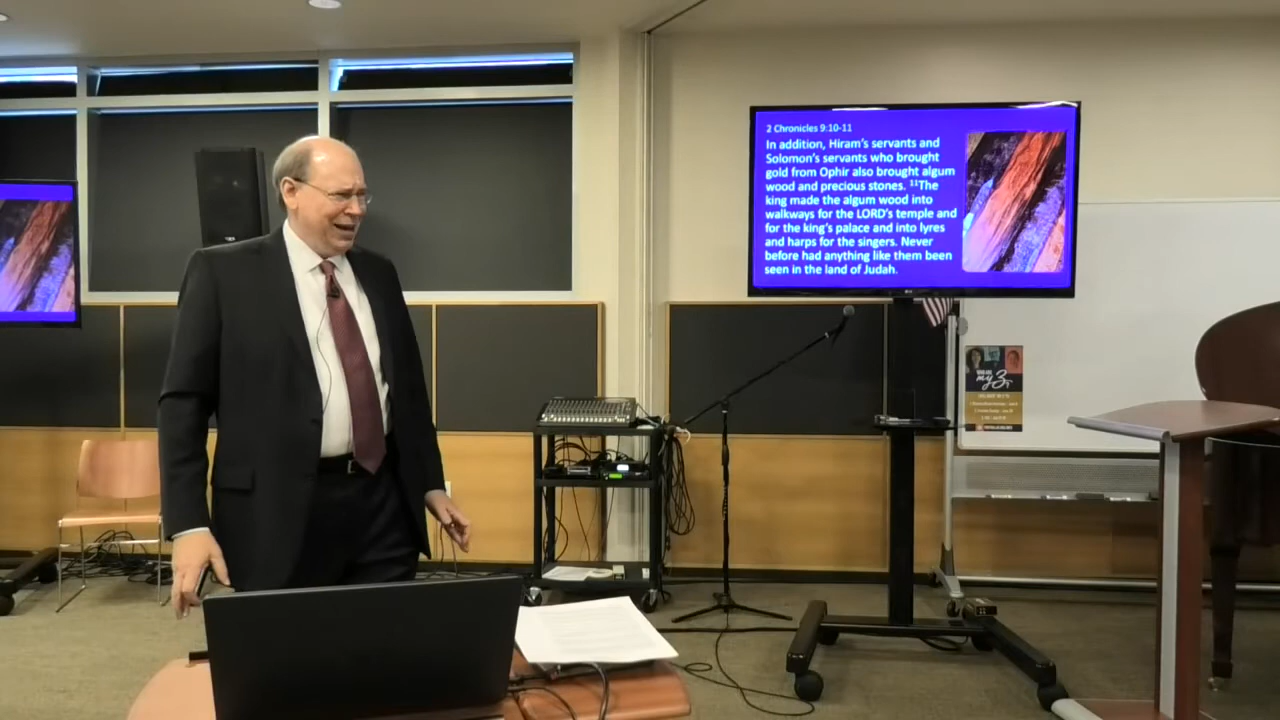 2 Chronicles 9:10-11
In addition, Hiram's servants and
Solomon's servants who brought
gold from Ophir also brought algum
wood and precious stones. ¹¹The
king made the algum wood into
walkways for the LORD's temple and
for the king's palace and into lyres
and harps for the singers. Never
before had anything like them been
seen in the land of Judah.
my 3